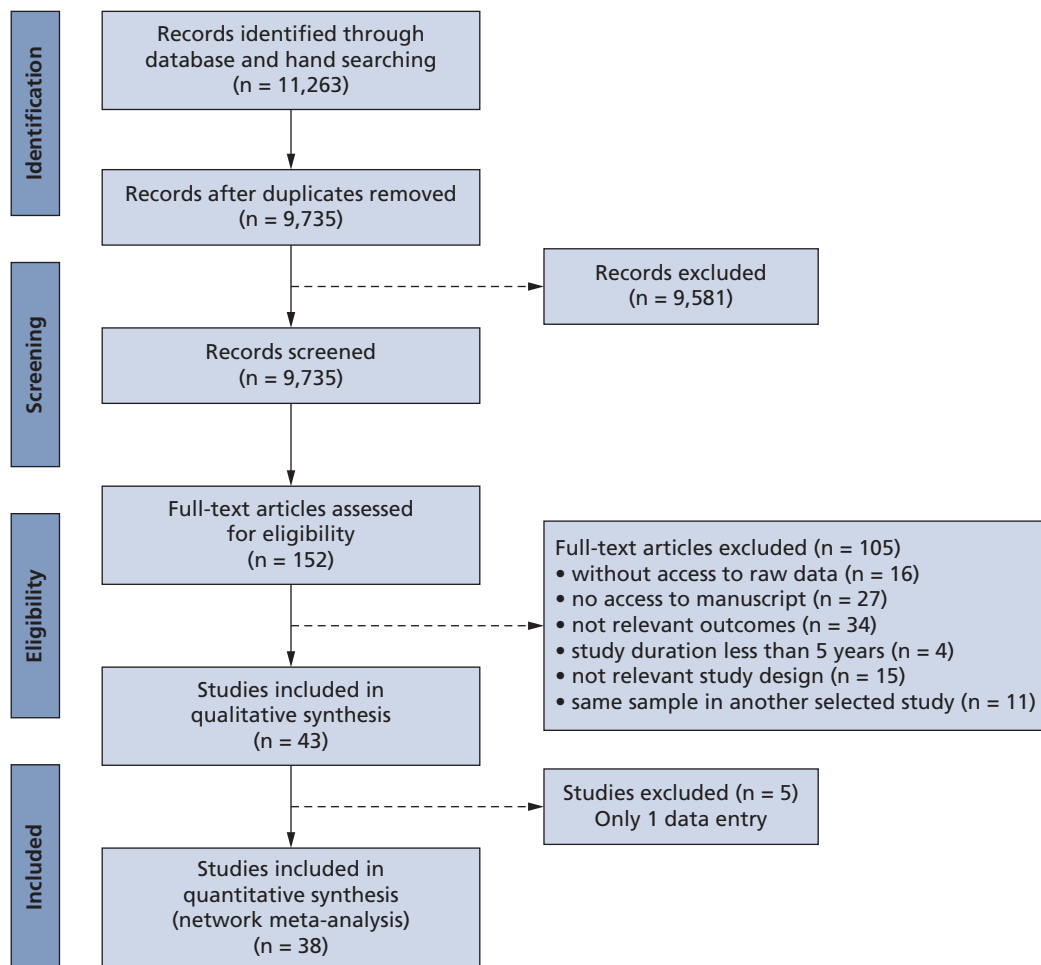 Identification
Records identified through
database and hand searching
(n = 11,263)
Records after duplicates removed
(n = 9,735)
Screening
Records excluded
(n = 9,581)
Records screened
(n = 9,735)
Eligibility
Full-text articles assessed
for eligibility
(n = 152)
Full-text articles excluded (n = 105)
• without access to raw data (n = 16)
• no access to manuscript (n = 27)
• not relevant outcomes (n = 34)
• study duration less than 5 years (n = 4)
• not relevant study design (n = 15)
• same sample in another selected study (n = 11)
Studies included in
qualitative synthesis
(n = 43)
Included
Studies excluded (n = 5)
Only 1 data entry
Studies included in
quantitative synthesis
(network meta-analysis)
(n = 38)